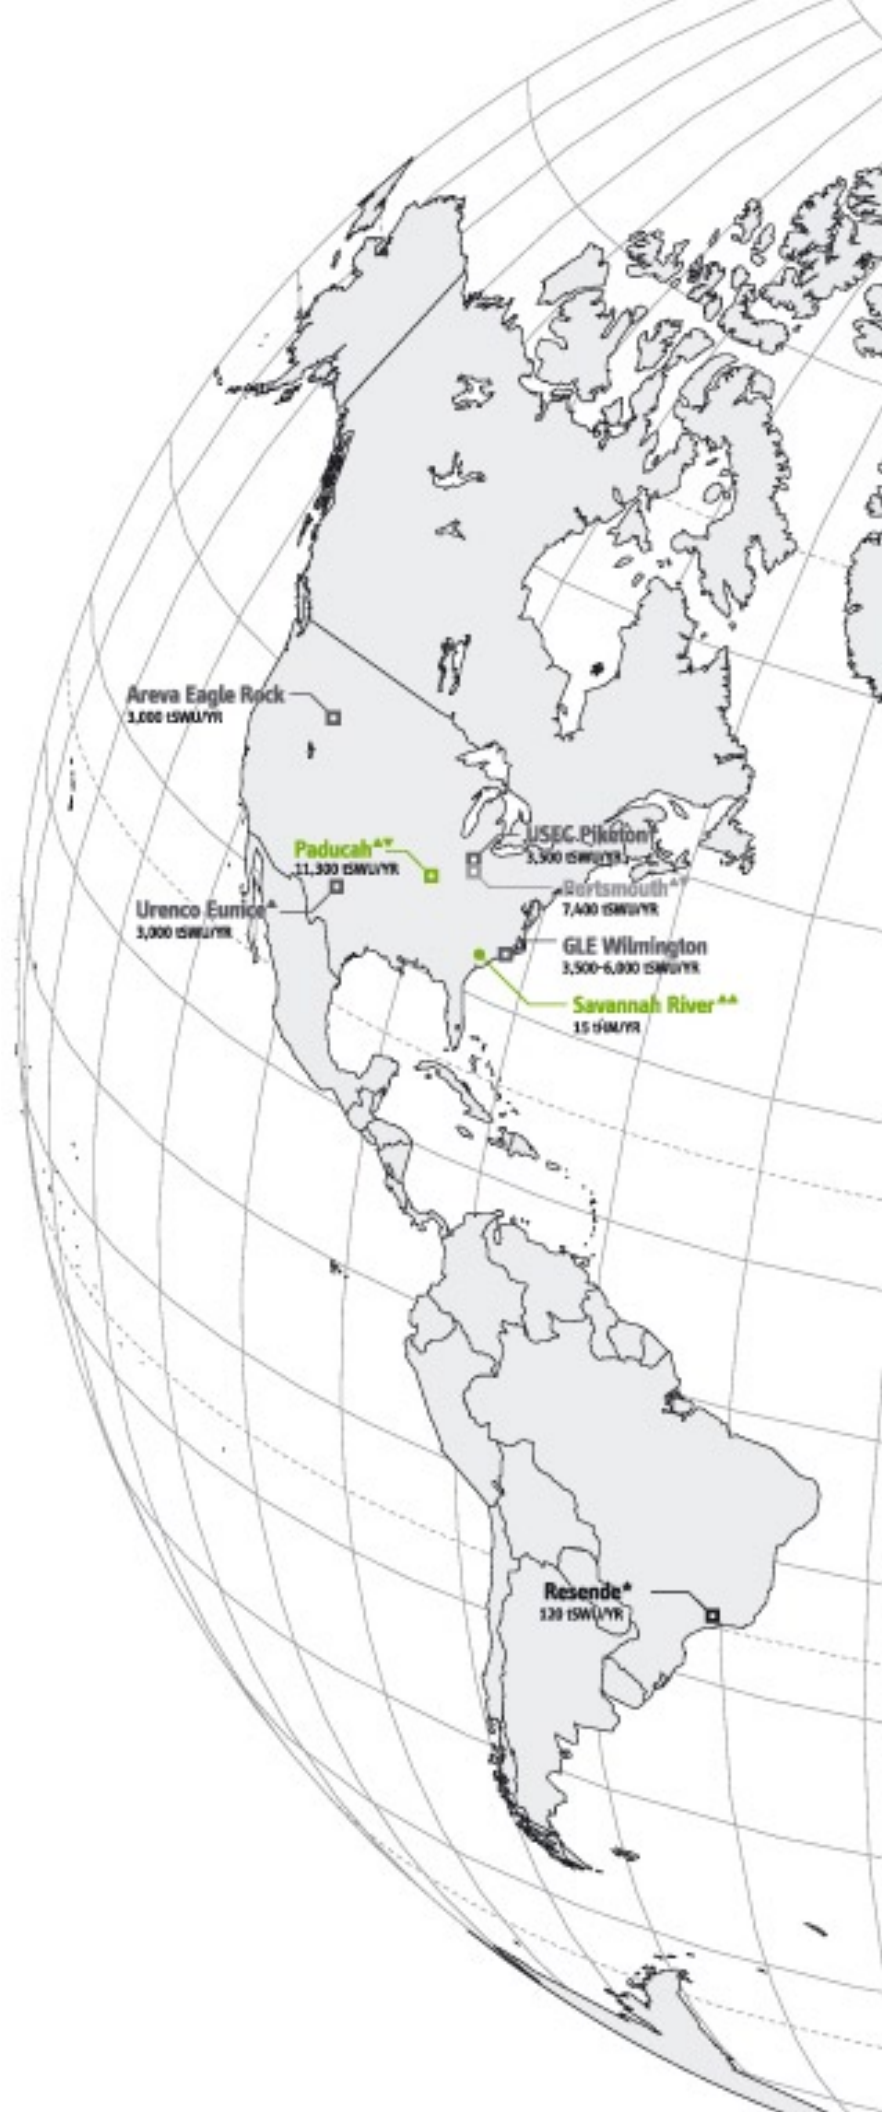 Areva Eagle Rock
3,000 tSWU/YR
USEC Piketon*
3,500 tSWU/YR
Paducah▲▼
11,300 tSWU/YR
Portsmouth▲▼
7,400 tSWU/YR
Urenco Eunice▲
3,000 tSWU/YR
GLE Wilmington
3,500-6,000 tSWU/YR
Savannah River▲▲
15 tHM/YR
Resende*
120 tSWU/YR